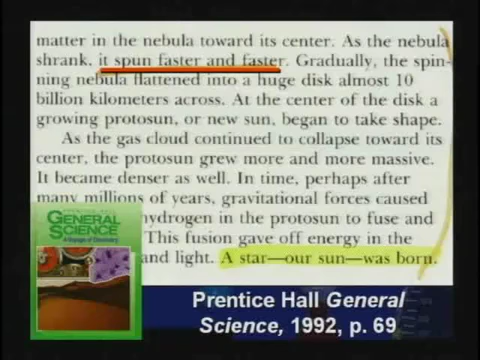 matter in the nebula toward its center. As the nebula
shrank, it spun faster and faster. Gradually, the spin-
ning nebula flattened into a huge disk almost 10
billion kilometers across. At the center of the disk a
growing protosun, or new sun, began to take shape.
As the gas cloud continued to collapse toward its
center, the protosun grew more and more massive.
It became denser as well. In time, perhaps after
many millions of years, gravitational forces caused
hydrogen in the protosun to fuse and
This fusion gave off energy in the
and light. A star—our sun—was born.
PRENTICE HALL
GENERAL
SCIENCE
A Voyage of Discovery
Prentice Hall General
Science, 1992, p. 69